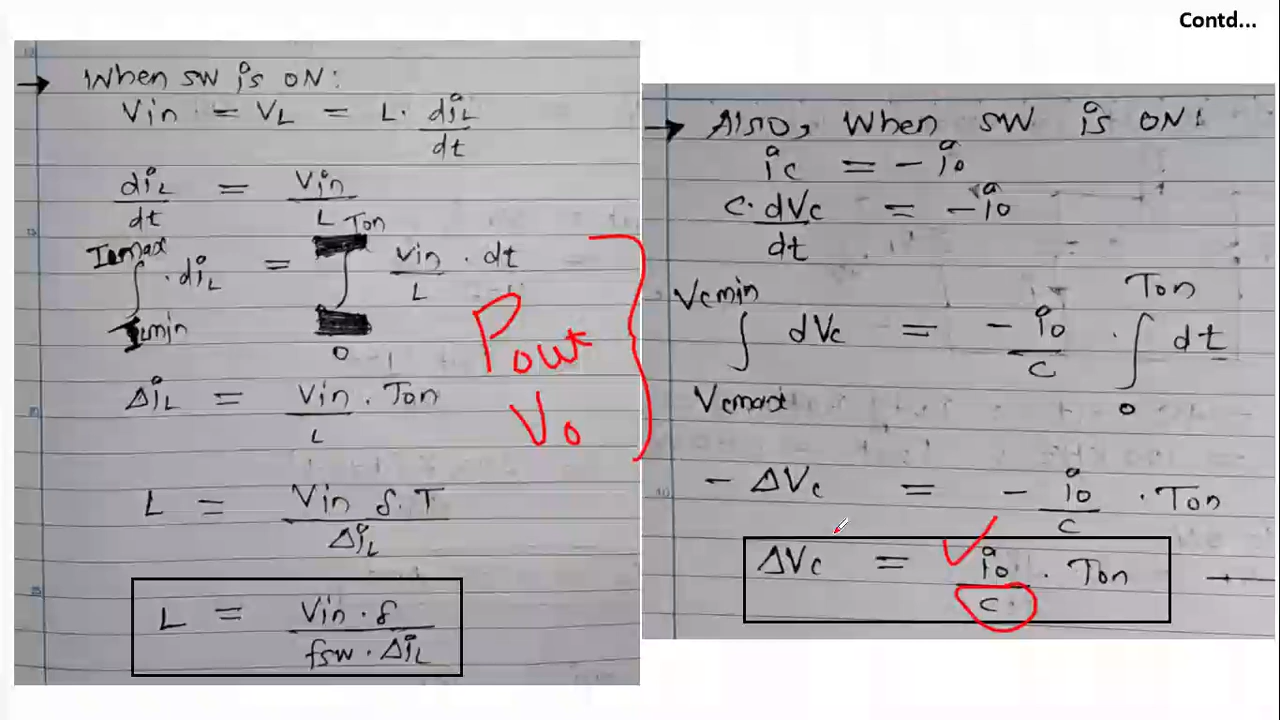 Contd...
→ When SW is ON:
Vin = VL = L. diL/dt
diL/dt = Vin/L
∫ILmin^ILmax .diL = ∫0^Ton Vin/L . dt
ΔiL = Vin/L . Ton
L = Vin δ.T/ΔiL
L = Vin.δ/fsw.ΔiL
Pout
Vo
→ Also, When SW is ON:
ic = -io
C. dVc/dt = -io
∫Vcmax^Vcmin dVc = -io/C . ∫0^Ton dt
- ΔVc = - io/C . Ton
ΔVc = io/C . Ton